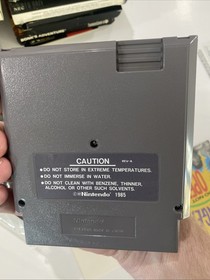 CAUTION
•DO NOT STORE IN EXTREME TEMPERATURES.
•DO NOT IMMERSE IN WATER.
•DO NOT CLEAN WITH BENZENE, THINNER,
ALCOHOL OR OTHER SUCH SOLVENTS.
©Nintendo 1985